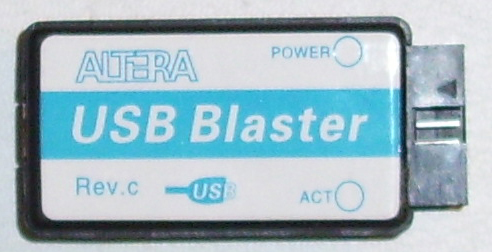 ALTERA
POWER
USB Blaster
Rev.c
USB
ACT